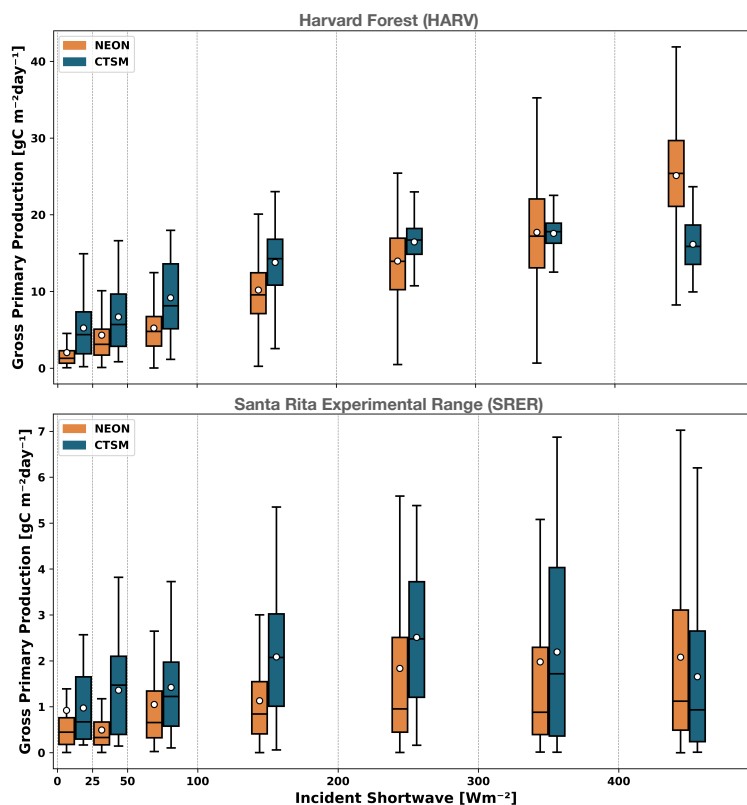 Harvard Forest (HARV)
Gross Primary Production [gC m⁻²day⁻¹]
NEON
CTSM
40
30
20
10
0
Santa Rita Experimental Range (SRER)
Gross Primary Production [gC m⁻²day⁻¹]
NEON
CTSM
7
6
5
4
3
2
1
0
0 25 50 100 200 300 400
Incident Shortwave [Wm⁻²]